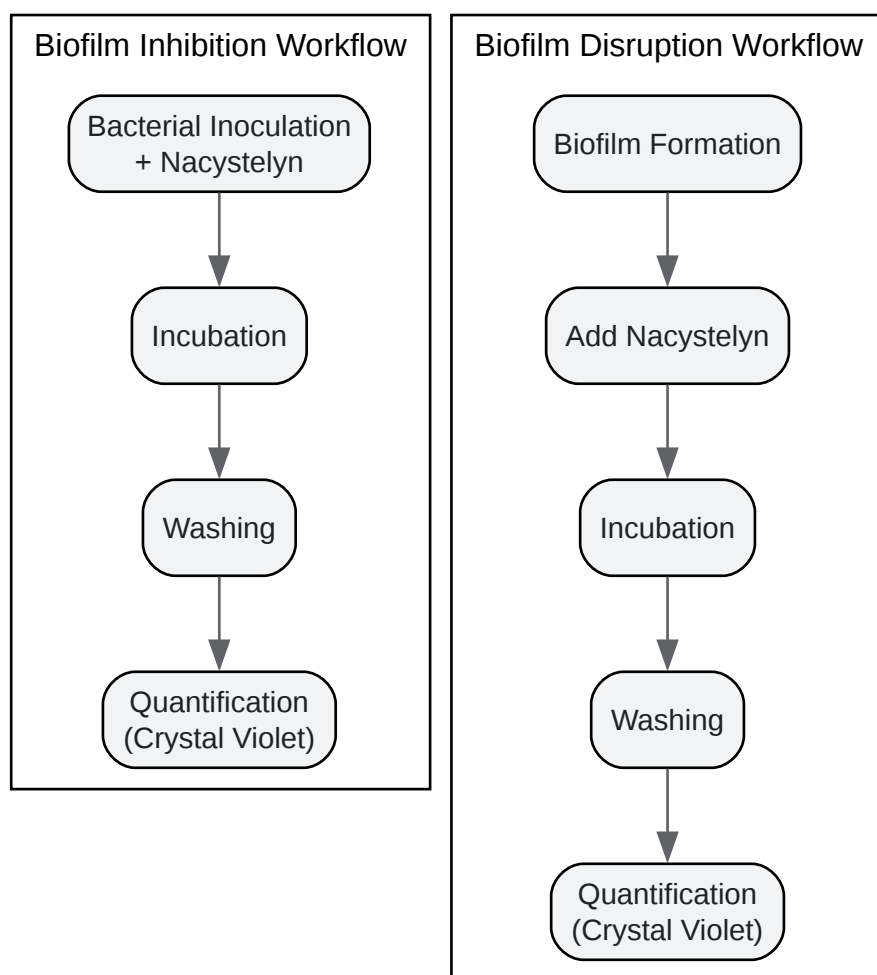 Biofilm Inhibition Workflow
Bacterial Inoculation
+ Nacystelyn
Incubation
Washing
Quantification
(Crystal Violet)
Biofilm Disruption Workflow
Biofilm Formation
Add Nacystelyn
Incubation
Washing
Quantification
(Crystal Violet)